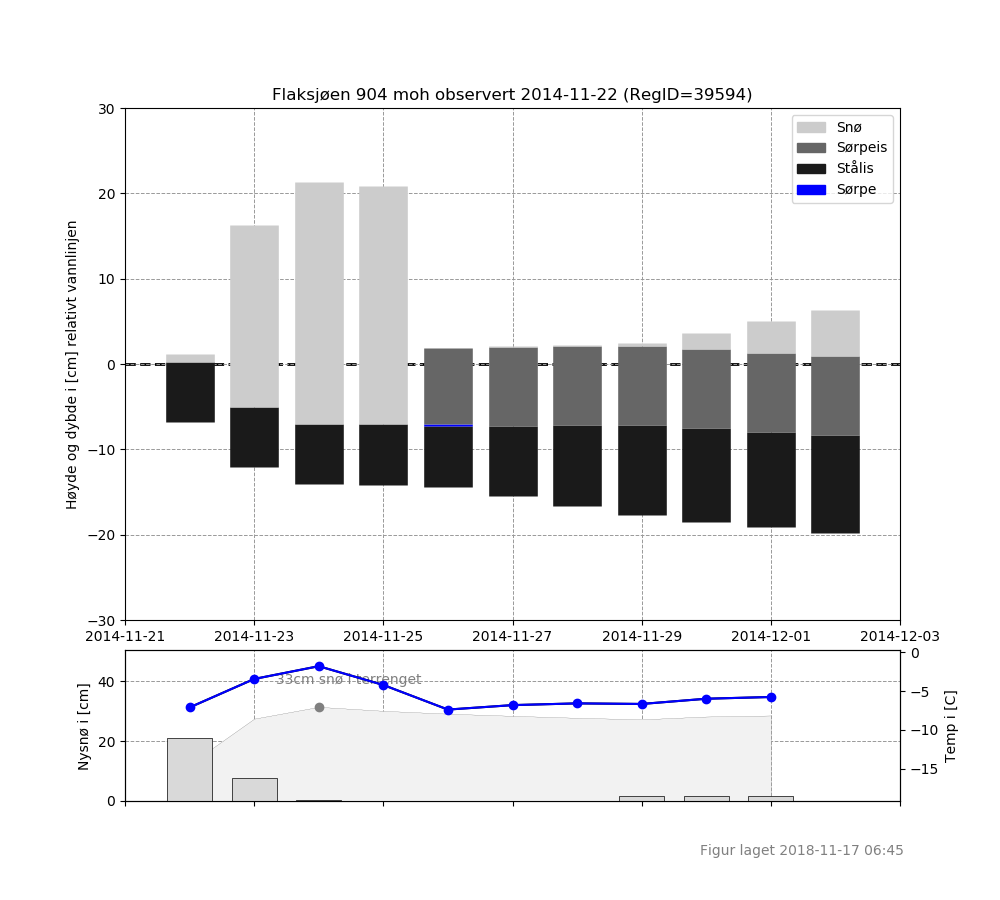 Flaksjøen 904 moh observert 2014-11-22 (RegID=39594)
Høyde og dybde i [cm] relativt vannlinjen
30
20
10
0
−10
−20
−30
Snø
Sørpeis
Stålis
Sørpe
2014-11-21 2014-11-23 2014-11-25 2014-11-27 2014-11-29 2014-12-01 2014-12-03
Nysnø i [cm]
40
20
0
33cm snø i terrenget
0
−5
−10
−15
Temp i [C]
Figur laget 2018-11-17 06:45